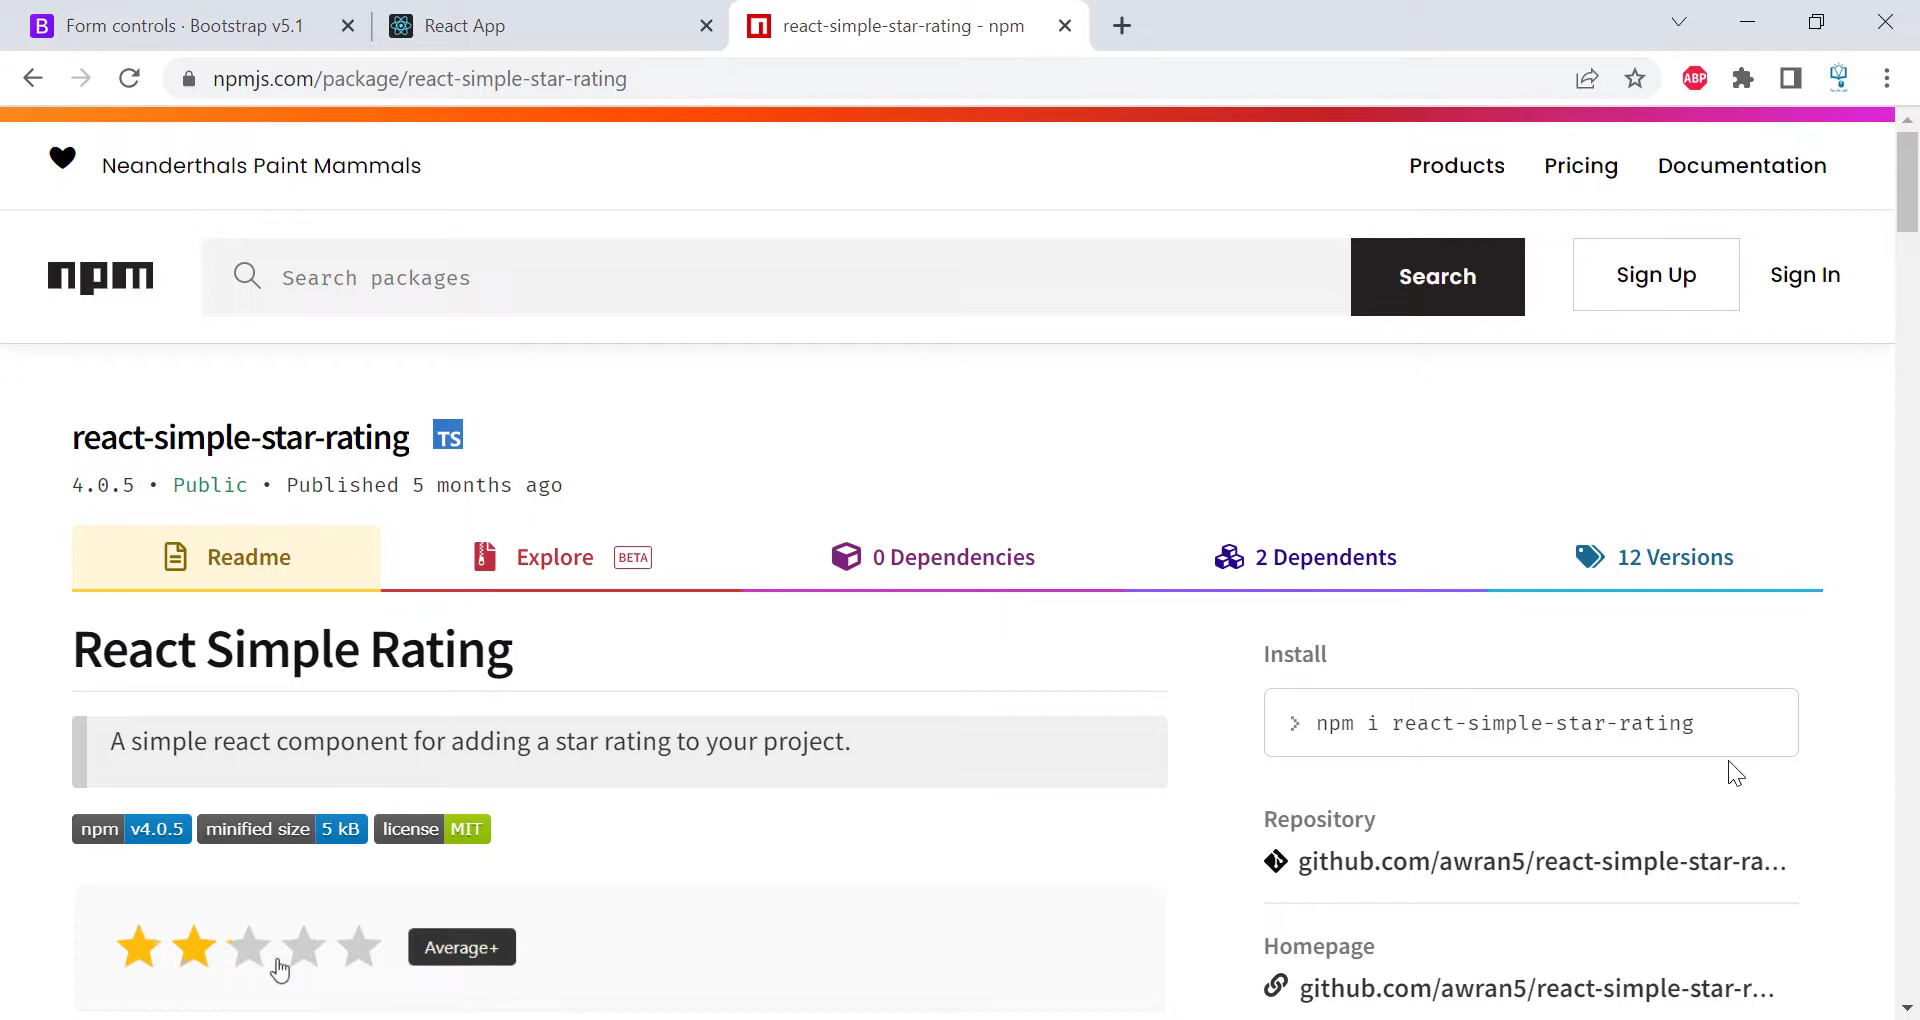 Form controls · Bootstrap v5.1
React App
react-simple-star-rating - npm
npmjs.com/package/react-simple-star-rating
ABP
Neanderthals Paint Mammals
Products
Pricing
Documentation
npm
Search packages
Search
Sign Up
Sign In
react-simple-star-rating TS
4.0.5 • Public • Published 5 months ago
Readme
Explore BETA
0 Dependencies
2 Dependents
12 Versions
React Simple Rating
A simple react component for adding a star rating to your project.
npm v4.0.5 minified size 5 kB license MIT
Average+
Install
> npm i react-simple-star-rating
Repository
github.com/awran5/react-simple-star-ra...
Homepage
github.com/awran5/react-simple-star-r...